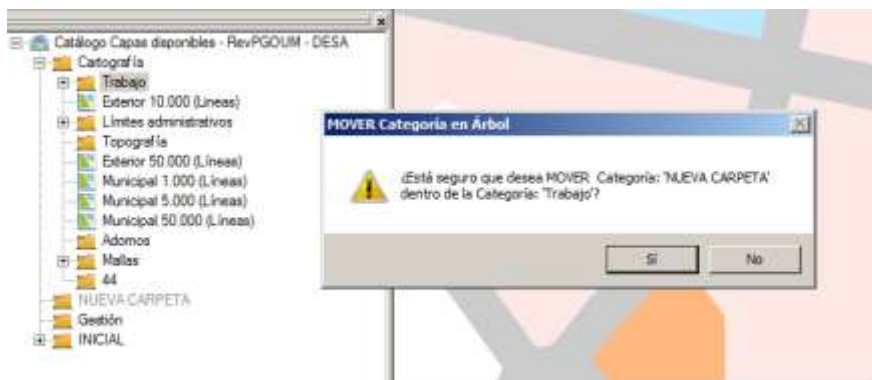 Catálogo Capas disponibles - RevPGOUM - DESA
Cartografía
Trabajo
Exterior 10.000 (Líneas)
Límites administrativos
Topografía
Exterior 50.000 (Líneas)
Municipal 1.000 (Líneas)
Municipal 5.000 (Líneas)
Municipal 50.000 (Líneas)
Adornos
Mallas
44
NUEVA CARPETA
Gestión
INICIAL
MOVER Categoría en Árbol
¿Está seguro que desea MOVER Categoría: 'NUEVA CARPETA'
dentro de la Categoría: 'Trabajo'?
Sí
No